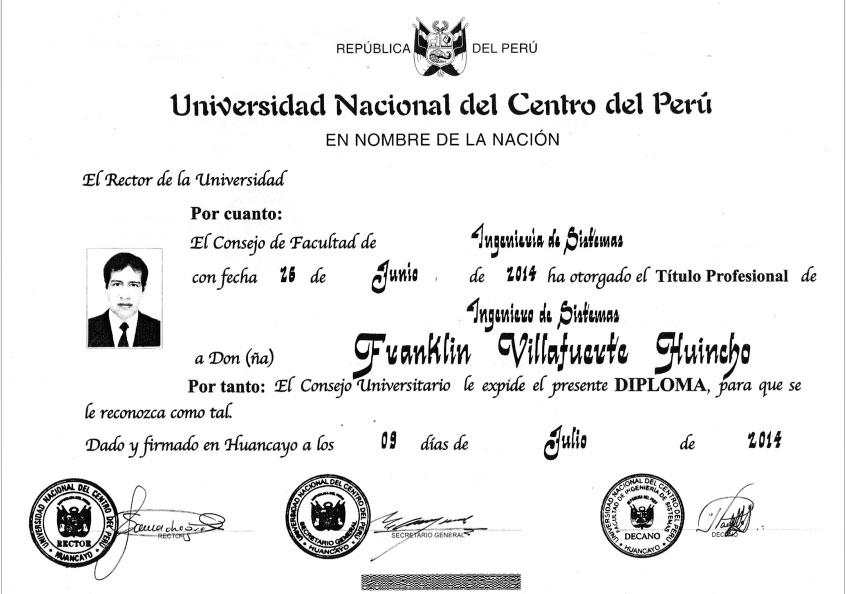 REPÚBLICA DEL PERÚ
Universidad Nacional del Centro del Perú
EN NOMBRE DE LA NACIÓN
El Rector de la Universidad
Por cuanto:
El Consejo de Facultad de Ingeniería de Sistemas
con fecha 25 de Junio de 2014 ha otorgado el Título Profesional de
Ingeniero de Sistemas
a Don (ña) Franklin Villafuerte Huincho
Por tanto: El Consejo Universitario le expide el presente DIPLOMA, para que se
le reconozca como tal.
Dado y firmado en Huancayo a los 09 días de Julio de 2014
UNIVERSIDAD NACIONAL DEL CENTRO DEL PERÚ
RECTOR
HUANCAYO
RECTOR
UNIVERSIDAD NACIONAL DEL CENTRO DEL PERÚ
SECRETARIO GENERAL
HUANCAYO
SECRETARIO GENERAL
UNIVERSIDAD NACIONAL DEL CENTRO DEL PERÚ
FACULTAD DE INGENIERIA DE SISTEMAS
DECANO
HUANCAYO